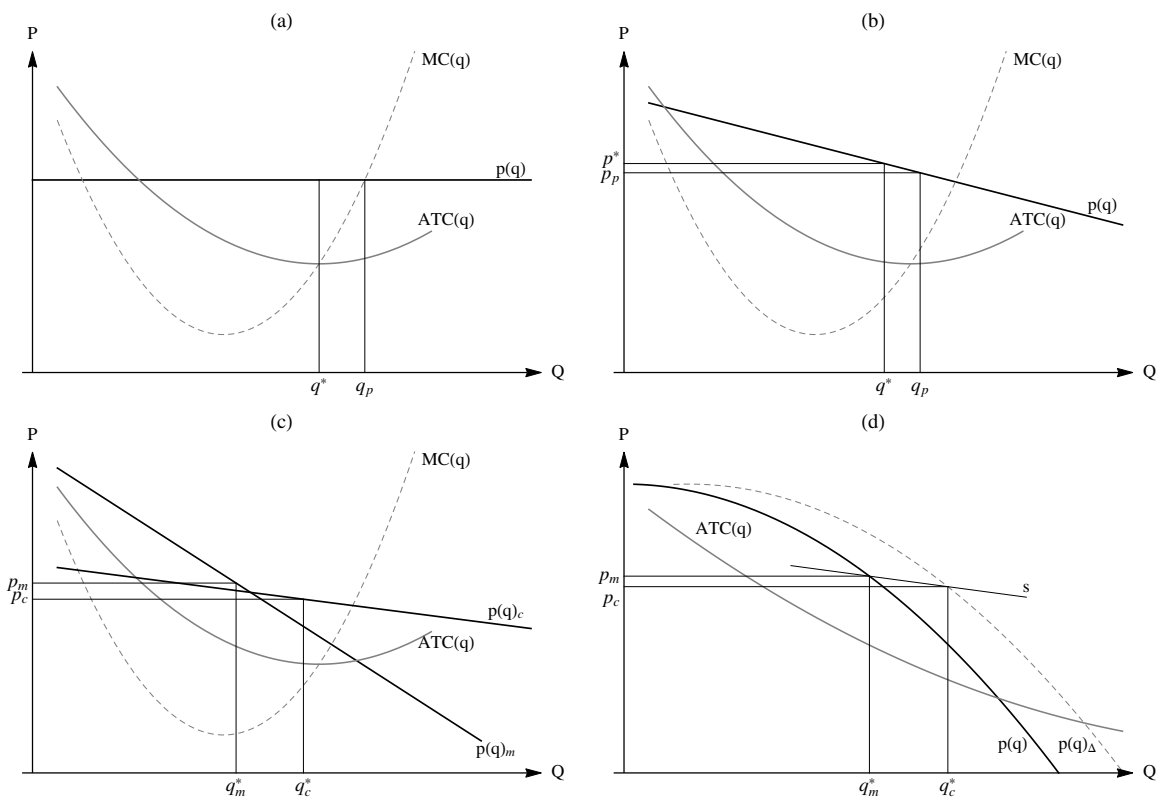 (a)
P
MC(q)
p(q)
ATC(q)
q* q_p
Q
(b)
P
MC(q)
p*
p_p
p(q)
ATC(q)
q* q_p
Q
(c)
P
MC(q)
p_m
p_c
p(q)_c
ATC(q)
p(q)_m
q*_m q*_c
Q
(d)
P
ATC(q)
p_m
p_c
s
p(q) p(q)_Δ
q*_m q*_c
Q